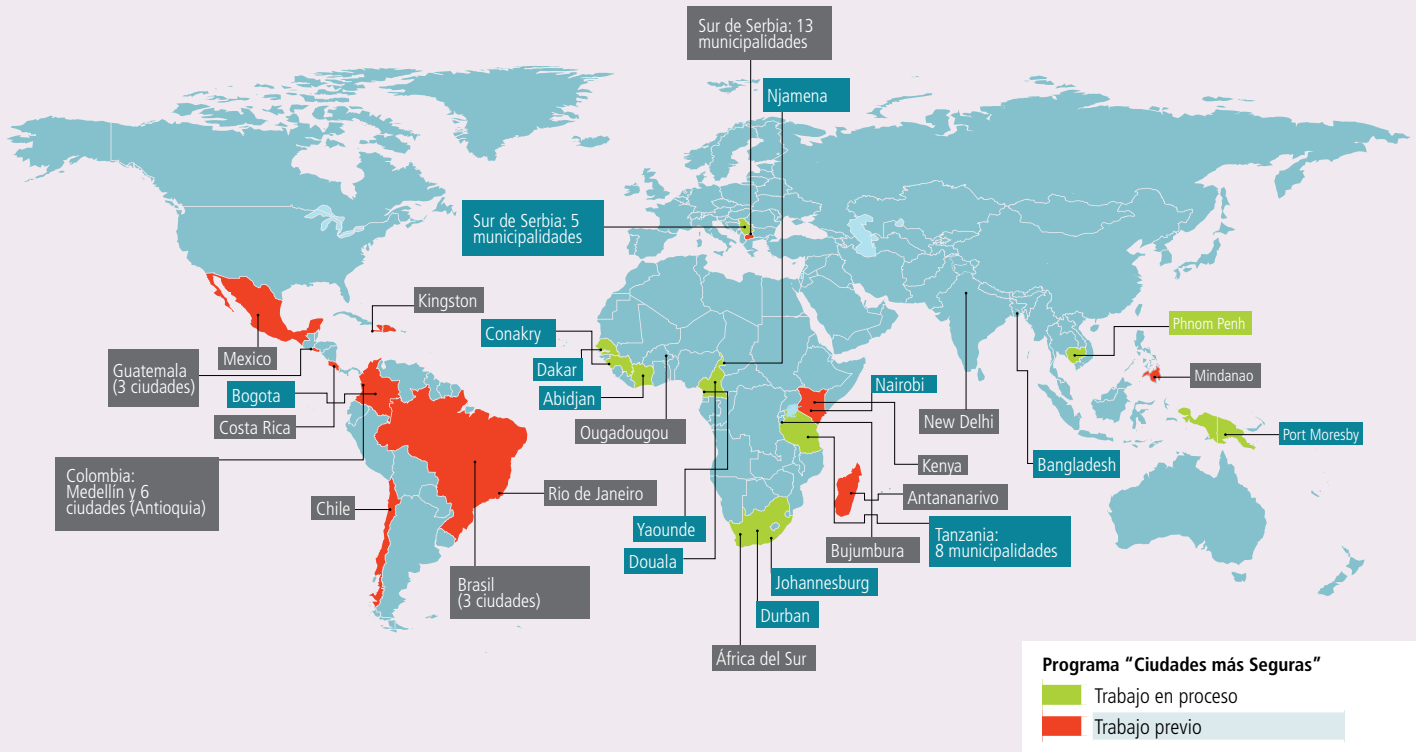 Sur de Serbia: 13
municipalidades
Njamena
Sur de Serbia: 5
municipalidades
Kingston
Conakry
Phnom Penh
Mexico
Guatemala
(3 ciudades)
Dakar
Mindanao
Nairobi
Bogota
Abidjan
New Delhi
Costa Rica
Ougadougou
Port Moresby
Kenya
Bangladesh
Colombia:
Medellín y 6
ciudades (Antioquia)
Rio de Janeiro
Antananarivo
Chile
Yaounde
Tanzania:
8 municipalidades
Bujumbura
Douala
Brasil
(3 ciudades)
Johannesburg
Durban
África del Sur
Programa “Ciudades más Seguras”
Trabajo en proceso
Trabajo previo